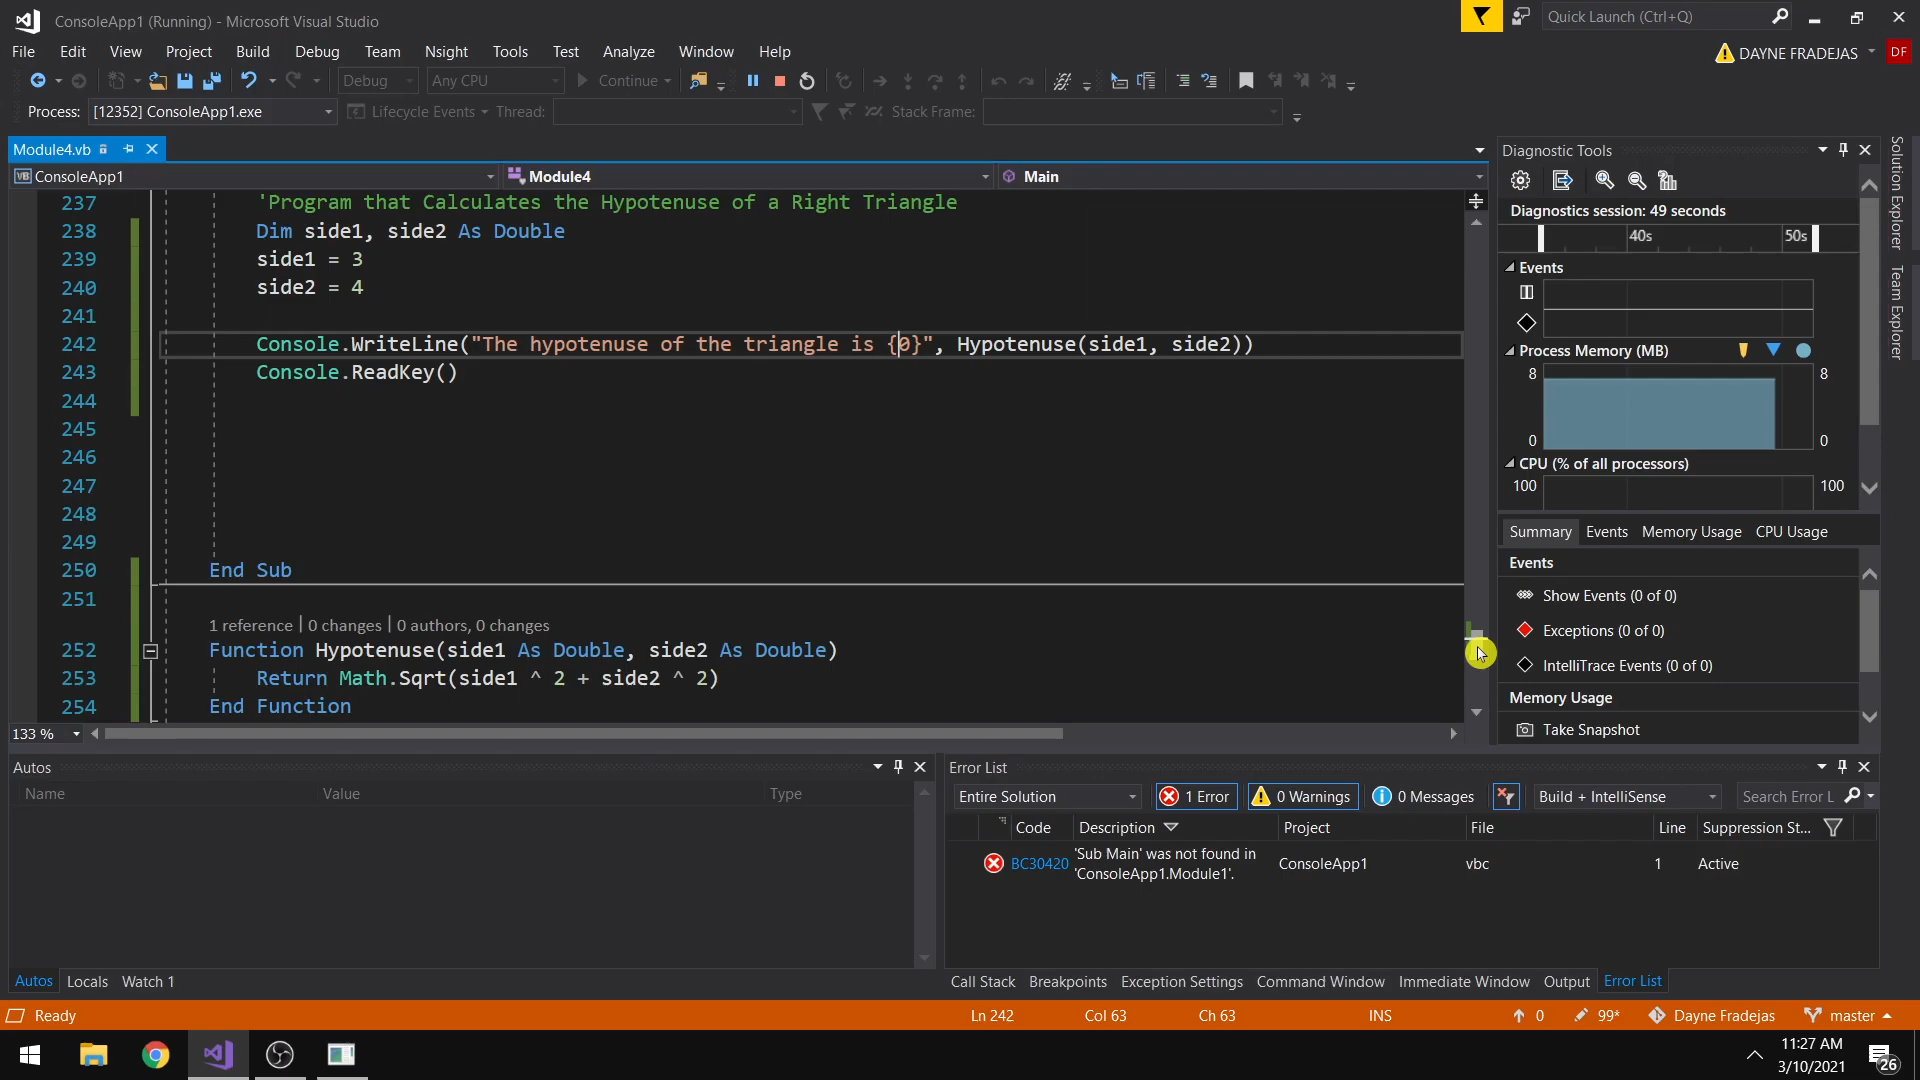 ConsoleApp1 (Running) - Microsoft Visual Studio
Quick Launch (Ctrl+Q)
File Edit View Project Build Debug Team Nsight Tools Test Analyze Window Help
DAYNE FRADEJAS DF
Debug Any CPU Continue
Process: [12352] ConsoleApp1.exe Lifecycle Events Thread: Stack Frame:
Module4.vb
ConsoleApp1 Module4 Main
237 'Program that Calculates the Hypotenuse of a Right Triangle
238 Dim side1, side2 As Double
239 side1 = 3
240 side2 = 4
241
242 Console.WriteLine("The hypotenuse of the triangle is {0}", Hypotenuse(side1, side2))
243 Console.ReadKey()
244
245
246
247
248
249
250 End Sub
251
1 reference | 0 changes | 0 authors, 0 changes
252 Function Hypotenuse(side1 As Double, side2 As Double)
253 Return Math.Sqrt(side1 ^ 2 + side2 ^ 2)
254 End Function
133 %
Diagnostic Tools
Diagnostics session: 49 seconds
40s 50s
Events
Process Memory (MB)
8 8
0 0
CPU (% of all processors)
100 100
Summary Events Memory Usage CPU Usage
Events
Show Events (0 of 0)
Exceptions (0 of 0)
IntelliTrace Events (0 of 0)
Memory Usage
Take Snapshot
Solution Explorer
Team Explorer
Autos
Name Value Type
Autos Locals Watch 1
Error List
Entire Solution 1 Error 0 Warnings 0 Messages Build + IntelliSense Search Error L
Code Description Project File Line Suppression St...
BC30420 'Sub Main' was not found in 'ConsoleApp1.Module1'. ConsoleApp1 vbc 1 Active
Call Stack Breakpoints Exception Settings Command Window Immediate Window Output Error List
Ready Ln 242 Col 63 Ch 63 INS 0 99* Dayne Fradejas master
11:27 AM
3/10/2021
26